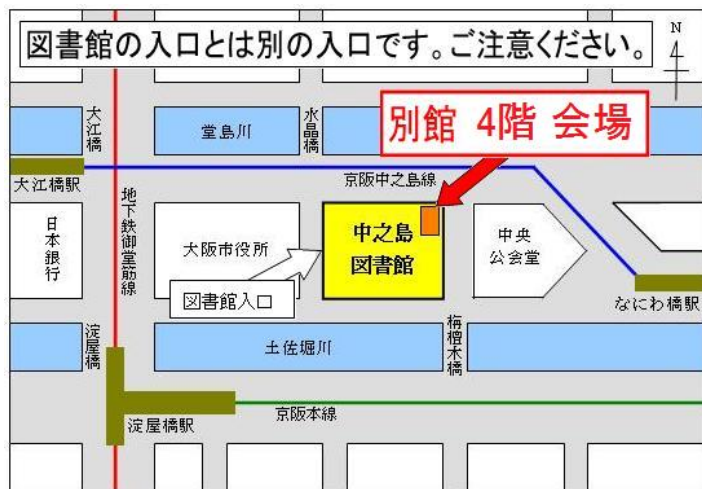 図書館の入口とは別の入口です。ご注意ください。
N
大江橋
堂島川
水晶橋
別館 4階 会場
大江橋駅
京阪中之島線
地下鉄御堂筋線
日本銀行
大阪市役所
中之島
図書館
中央
公会堂
図書館入口
なにわ橋駅
淀屋橋
土佐堀川
栴檀木橋
淀屋橋駅
京阪本線